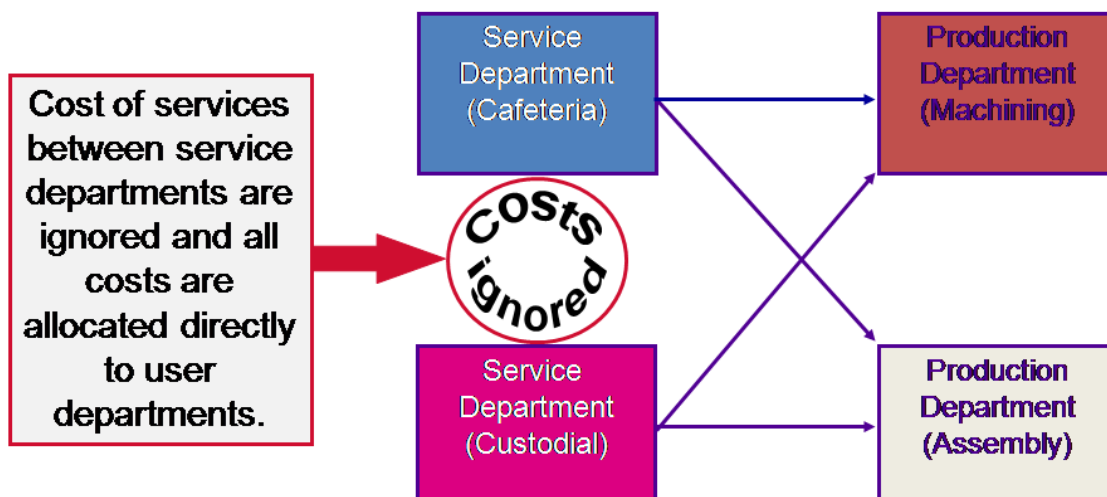 Cost of services
between service
departments are
ignored and all
costs are
allocated directly
to user
departments.
Service
Department
(Cafeteria)
Costs
ignored
Service
Department
(Custodial)
Production
Department
(Machining)
Production
Department
(Assembly)